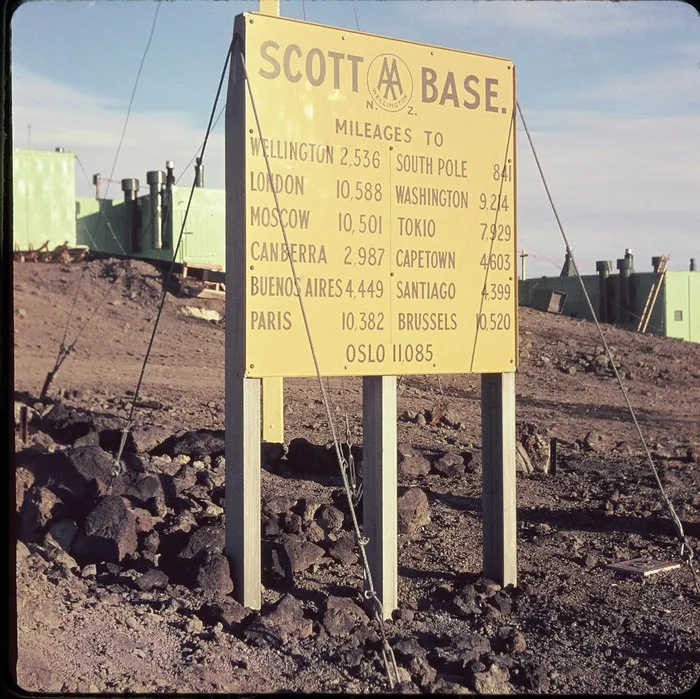 SCOTT AA BASE.
WELLINGTON
N. Z.
MILEAGES TO
WELLINGTON 2,536 SOUTH POLE 841
LONDON 10,588 WASHINGTON 9,214
MOSCOW 10,501 TOKIO 7,929
CANBERRA 2,987 CAPETOWN 4,603
BUENOS AIRES 4,449 SANTIAGO 4,399
PARIS 10,382 BRUSSELS 10,520
OSLO 11,085